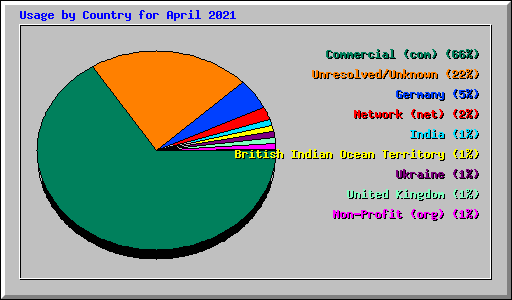 Usage by Country for April 2021
Commercial (com) (66%)
Unresolved/Unknown (22%)
Germany (5%)
Network (net) (2%)
India (1%)
British Indian Ocean Territory (1%)
Ukraine (1%)
United Kingdom (1%)
Non-Profit (org) (1%)